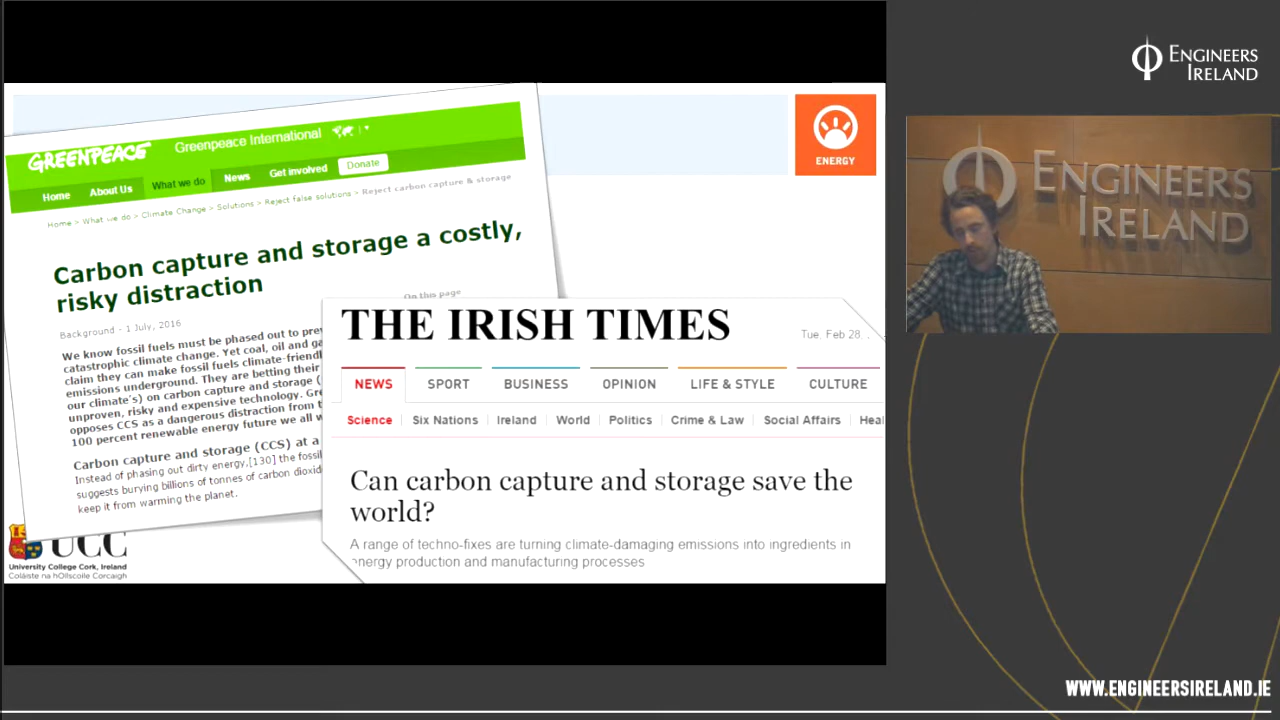 ENGINEERS
IRELAND
GREENPEACE
Greenpeace International
Home
About Us
What we do
News
Get involved
Donate
Home > What we do > Climate Change > Solutions > Reject false solutions > Reject carbon capture & storage
Carbon capture and storage a costly,
risky distraction
On this page
Background - 1 July, 2016
We know fossil fuels must be phased out to
catastrophic climate change. Yet coal, oil and
claim they can make fossil fuels
emissions underground. They are betting their
our climate's) on carbon capture and storage (
unproven, risky and expensive technology.
opposes CCS as a dangerous distraction from
100 percent renewable energy future we all
Carbon capture and storage (CCS) at a
Instead of phasing out dirty energy,[130] the
suggests burying billions of tonnes of carbon
keep it from warming the planet.
ENERGY
THE IRISH TIMES
Tue, Feb 28,
NEWS
SPORT
BUSINESS
OPINION
LIFE & STYLE
CULTURE
Science
Six Nations
Ireland
World
Politics
Crime & Law
Social Affairs
Can carbon capture and storage save the
world?
A range of techno-fixes are turning climate-damaging emissions into ingredients in
energy production and manufacturing processes
UCC
University College Cork, Ireland
Coláiste na hOllscoile Corcaigh
ENGINEERS
IRELAND
WWW.ENGINEERSIRELAND.IE